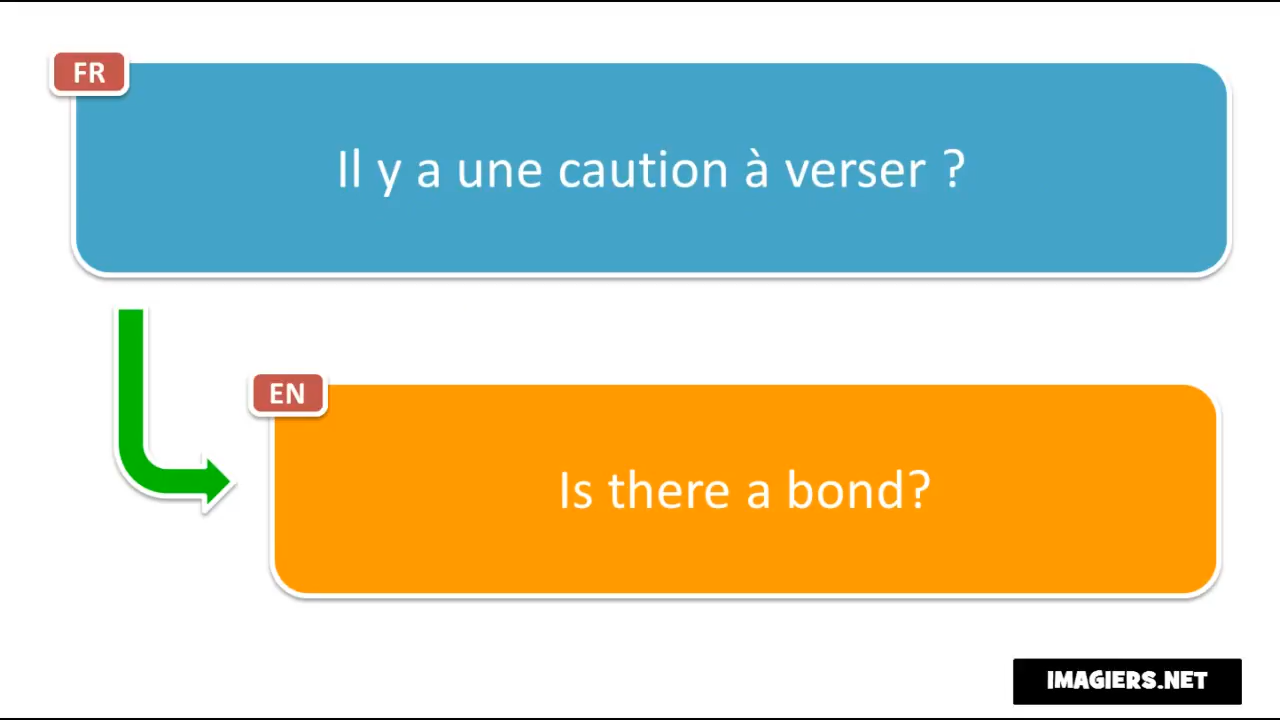 FR
Il y a une caution à verser ?
EN
Is there a bond?
IMAGIERS.NET